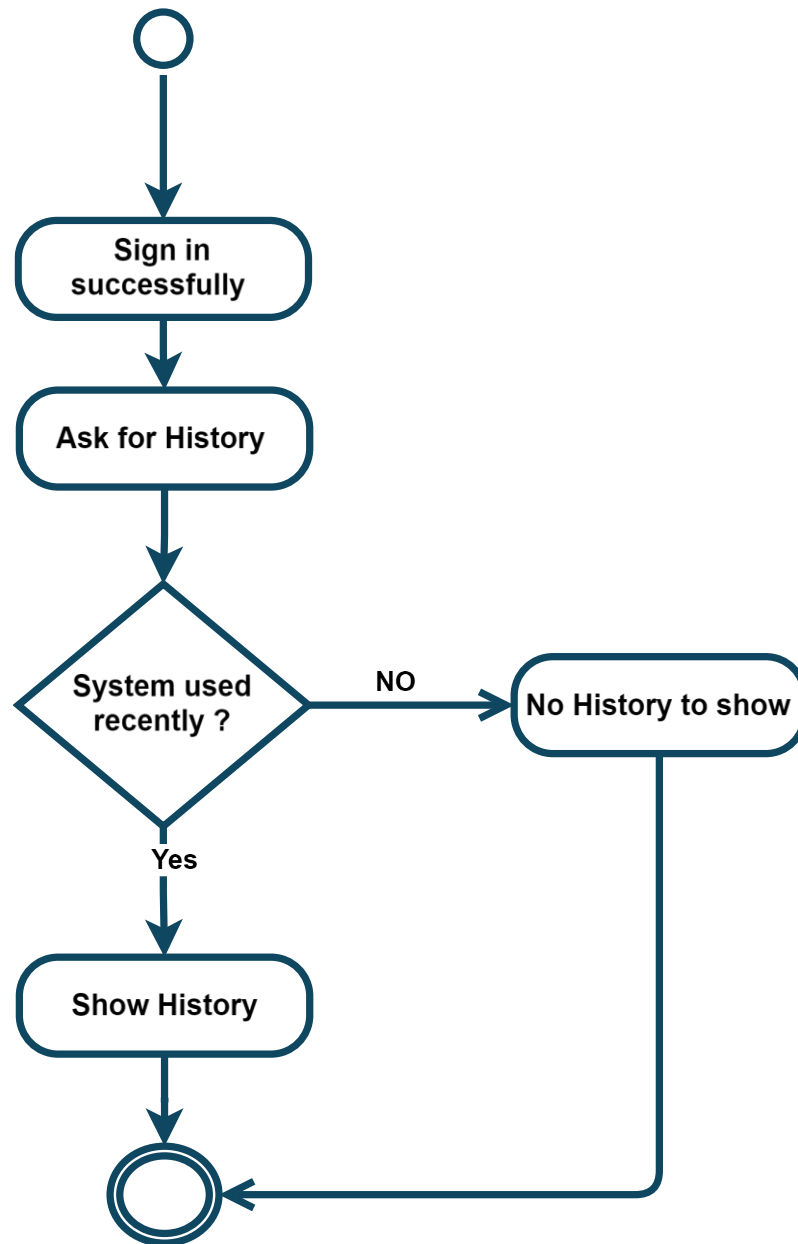 Sign in
successfully
Ask for History
System used
recently ?
NO
No History to show
Yes
Show History